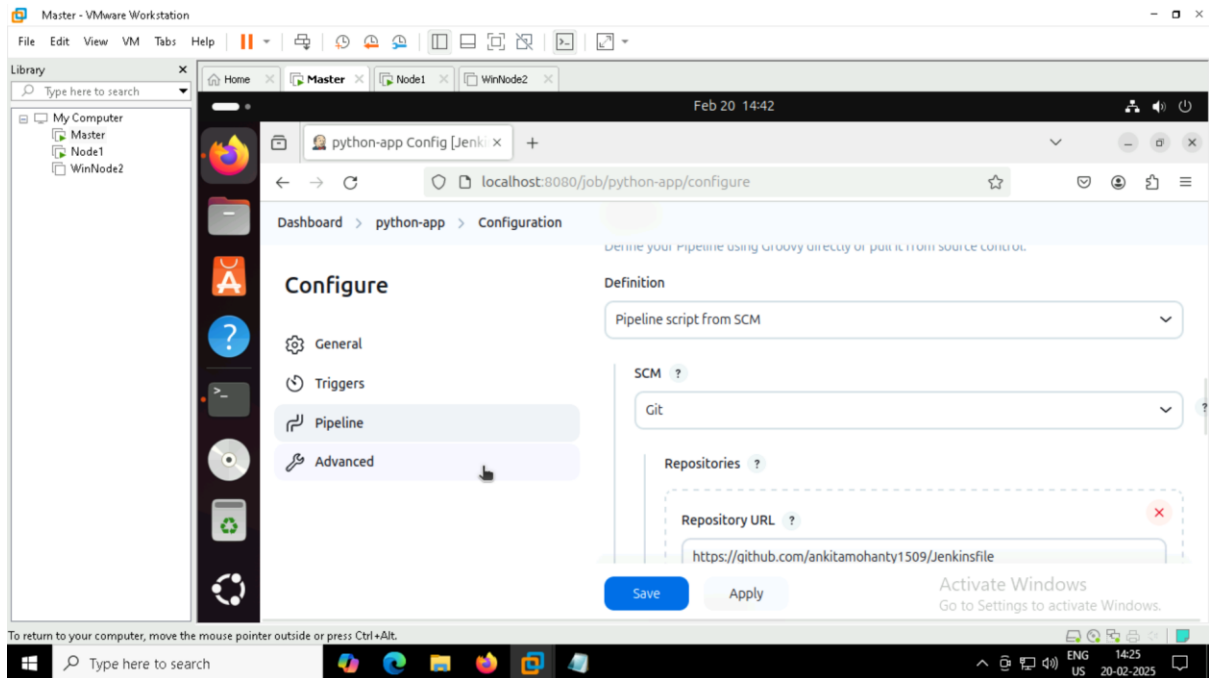 Master - VMware Workstation
File Edit View VM Tabs Help
Library
Type here to search
My Computer
Master
Node1
WinNode2
Home
Master
Node1
WinNode2
Feb 20 14:42
python-app Config [Jenki
localhost:8080/job/python-app/configure
Dashboard > python-app > Configuration
Define your Pipeline using Groovy directly or pull it from source control.
Configure
General
Triggers
Pipeline
Advanced
Definition
Pipeline script from SCM
SCM ?
Git
?
Repositories ?
Repository URL ?
https://github.com/ankitamohanty1509/Jenkinsfile
Save Apply
Activate Windows
Go to Settings to activate Windows.
To return to your computer, move the mouse pointer outside or press Ctrl+Alt.
Type here to search
ENG
US
14:25
20-02-2025